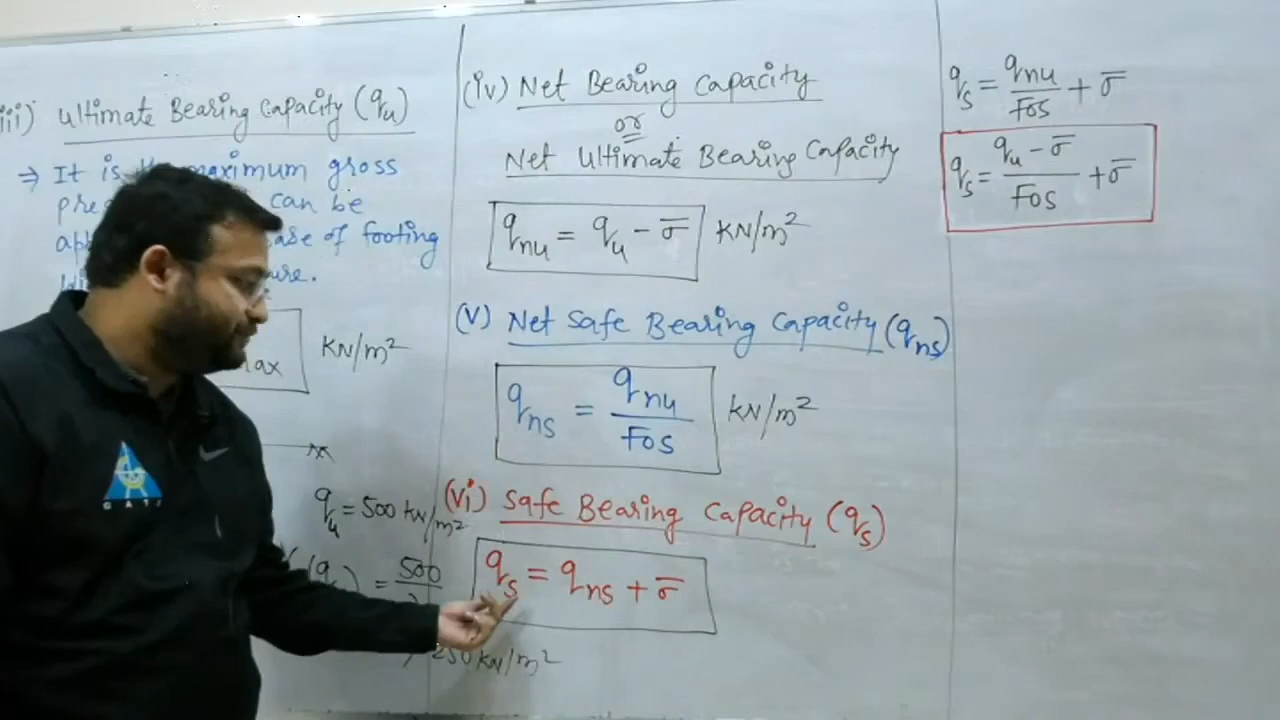 iii) Ultimate Bearing Capacity (qu)
⇒ It is maximum gross
can be
of footing
ax
KN/m²
qu = 500 KN/m²
= 500
250 KN/m²
(iv) Net Bearing Capacity
or
Net Ultimate Bearing Capacity
qnu = qu - σ̅ KN/m²
(V) Net Safe Bearing Capacity (qns)
qns = qnu / Fos KN/m²
(Vi) Safe Bearing Capacity (qs)
qs = qns + σ̅
qs = qnu / Fos + σ̅
qs = qu - σ̅ / Fos + σ̅